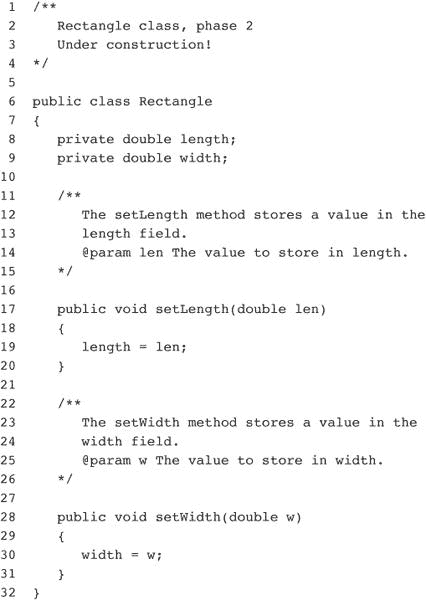 1 /**
2    Rectangle class, phase 2
3    Under construction!
4 */
5
6 public class Rectangle
7 {
8    private double length;
9    private double width;
10
11    /**
12       The setLength method stores a value in the
13       length field.
14       @param len The value to store in length.
15    */
16
17    public void setLength(double len)
18    {
19       length = len;
20    }
21
22    /**
23       The setWidth method stores a value in the
24       width field.
25       @param w The value to store in width.
26    */
27
28    public void setWidth(double w)
29    {
30       width = w;
31    }
32 }